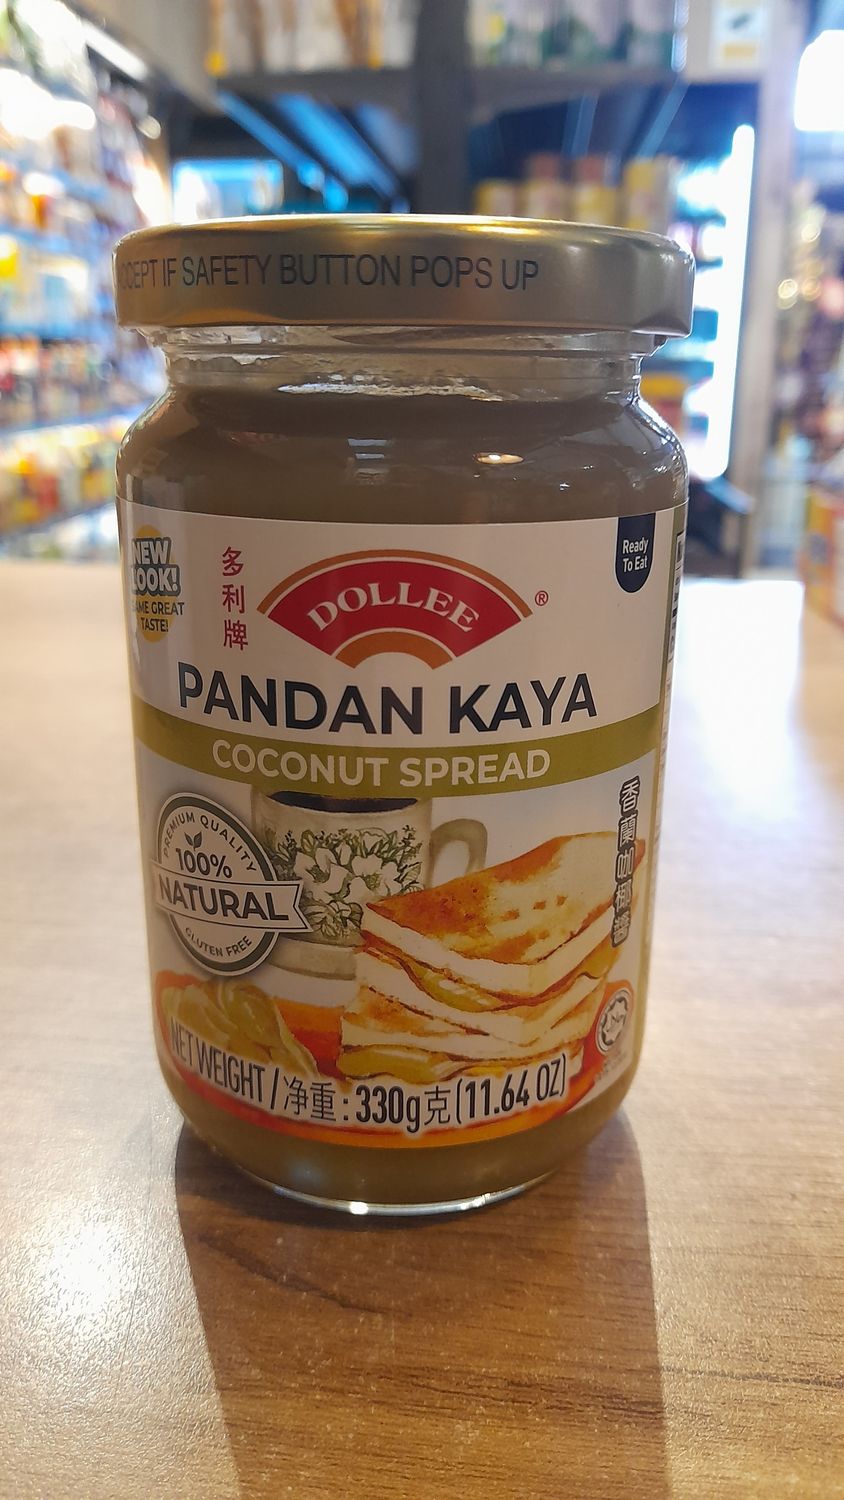 CCEPT IF SAFETY BUTTON POPS UP
NEW
LOOK!
SAME GREAT
TASTE!
多利牌
DOLLEE®
Ready
To Eat
PANDAN KAYA
COCONUT SPREAD
香蘭咖椰醬
PREMIUM QUALITY
100%
NATURAL
GLUTEN FREE
NET WEIGHT / 净重 : 330g克 (11.64 OZ)